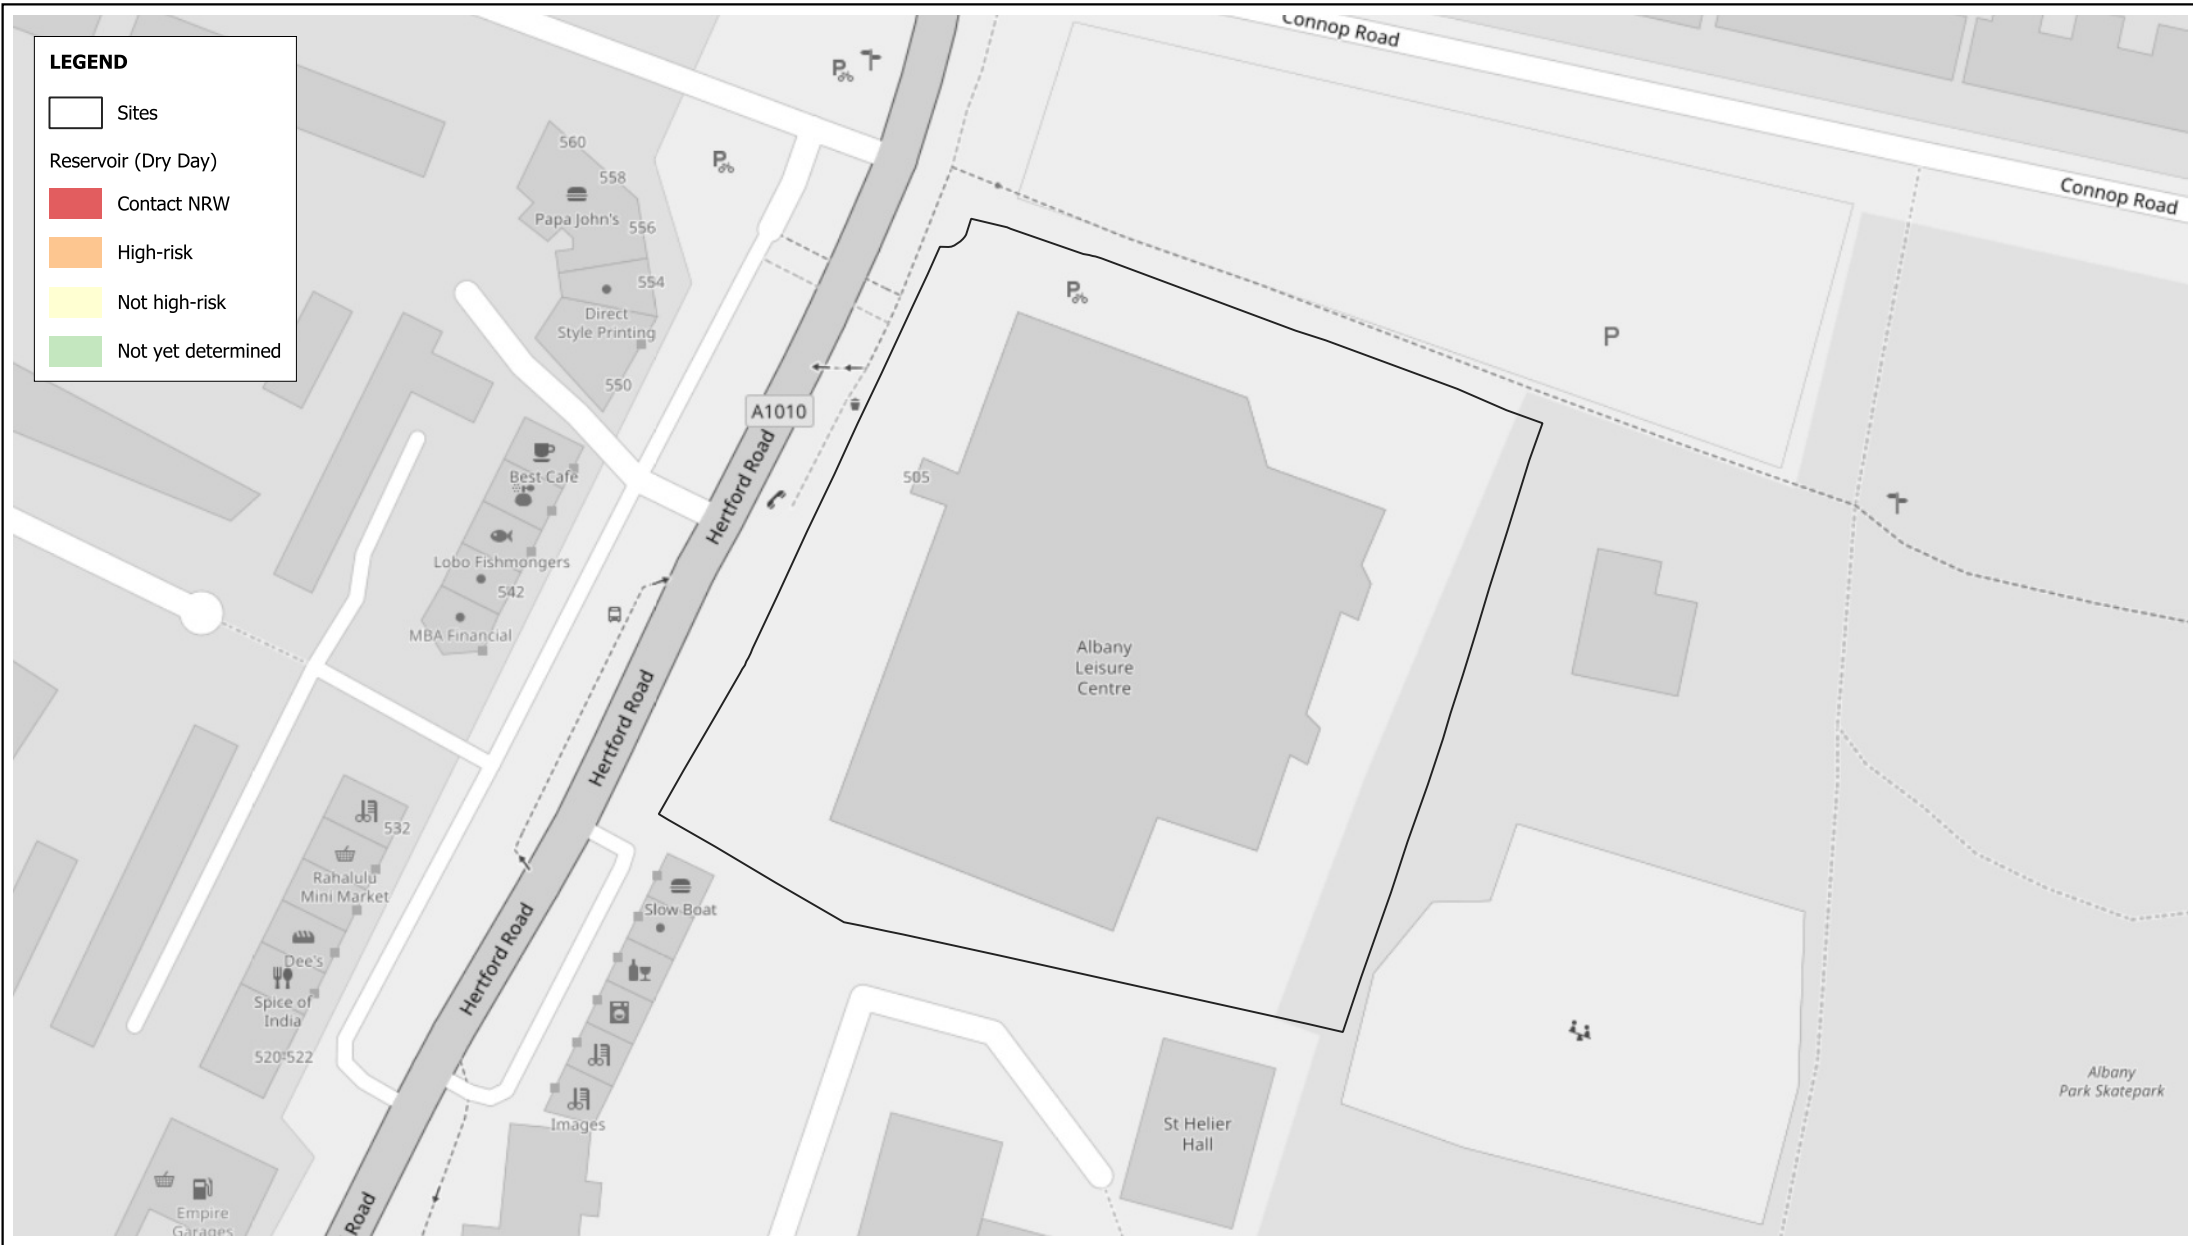 LEGEND
Sites
Reservoir (Dry Day)
Contact NRW
High-risk
Not high-risk
Not yet determined
Connop Road
Connop Road
P
P
P
P
560
558
Papa John's
556
554
Direct
Style Printing
550
A1010
Hertford Road
Best Cafe
Lobo Fishmongers
542
MBA Financial
505
Albany
Leisure
Centre
Hertford Road
532
Rahalulu
Mini Market
Dee's
Spice of
India
520-522
Hertford Road
Slow Boat
Images
St Helier
Hall
Albany
Park Skatepark
Empire
Garages
Road